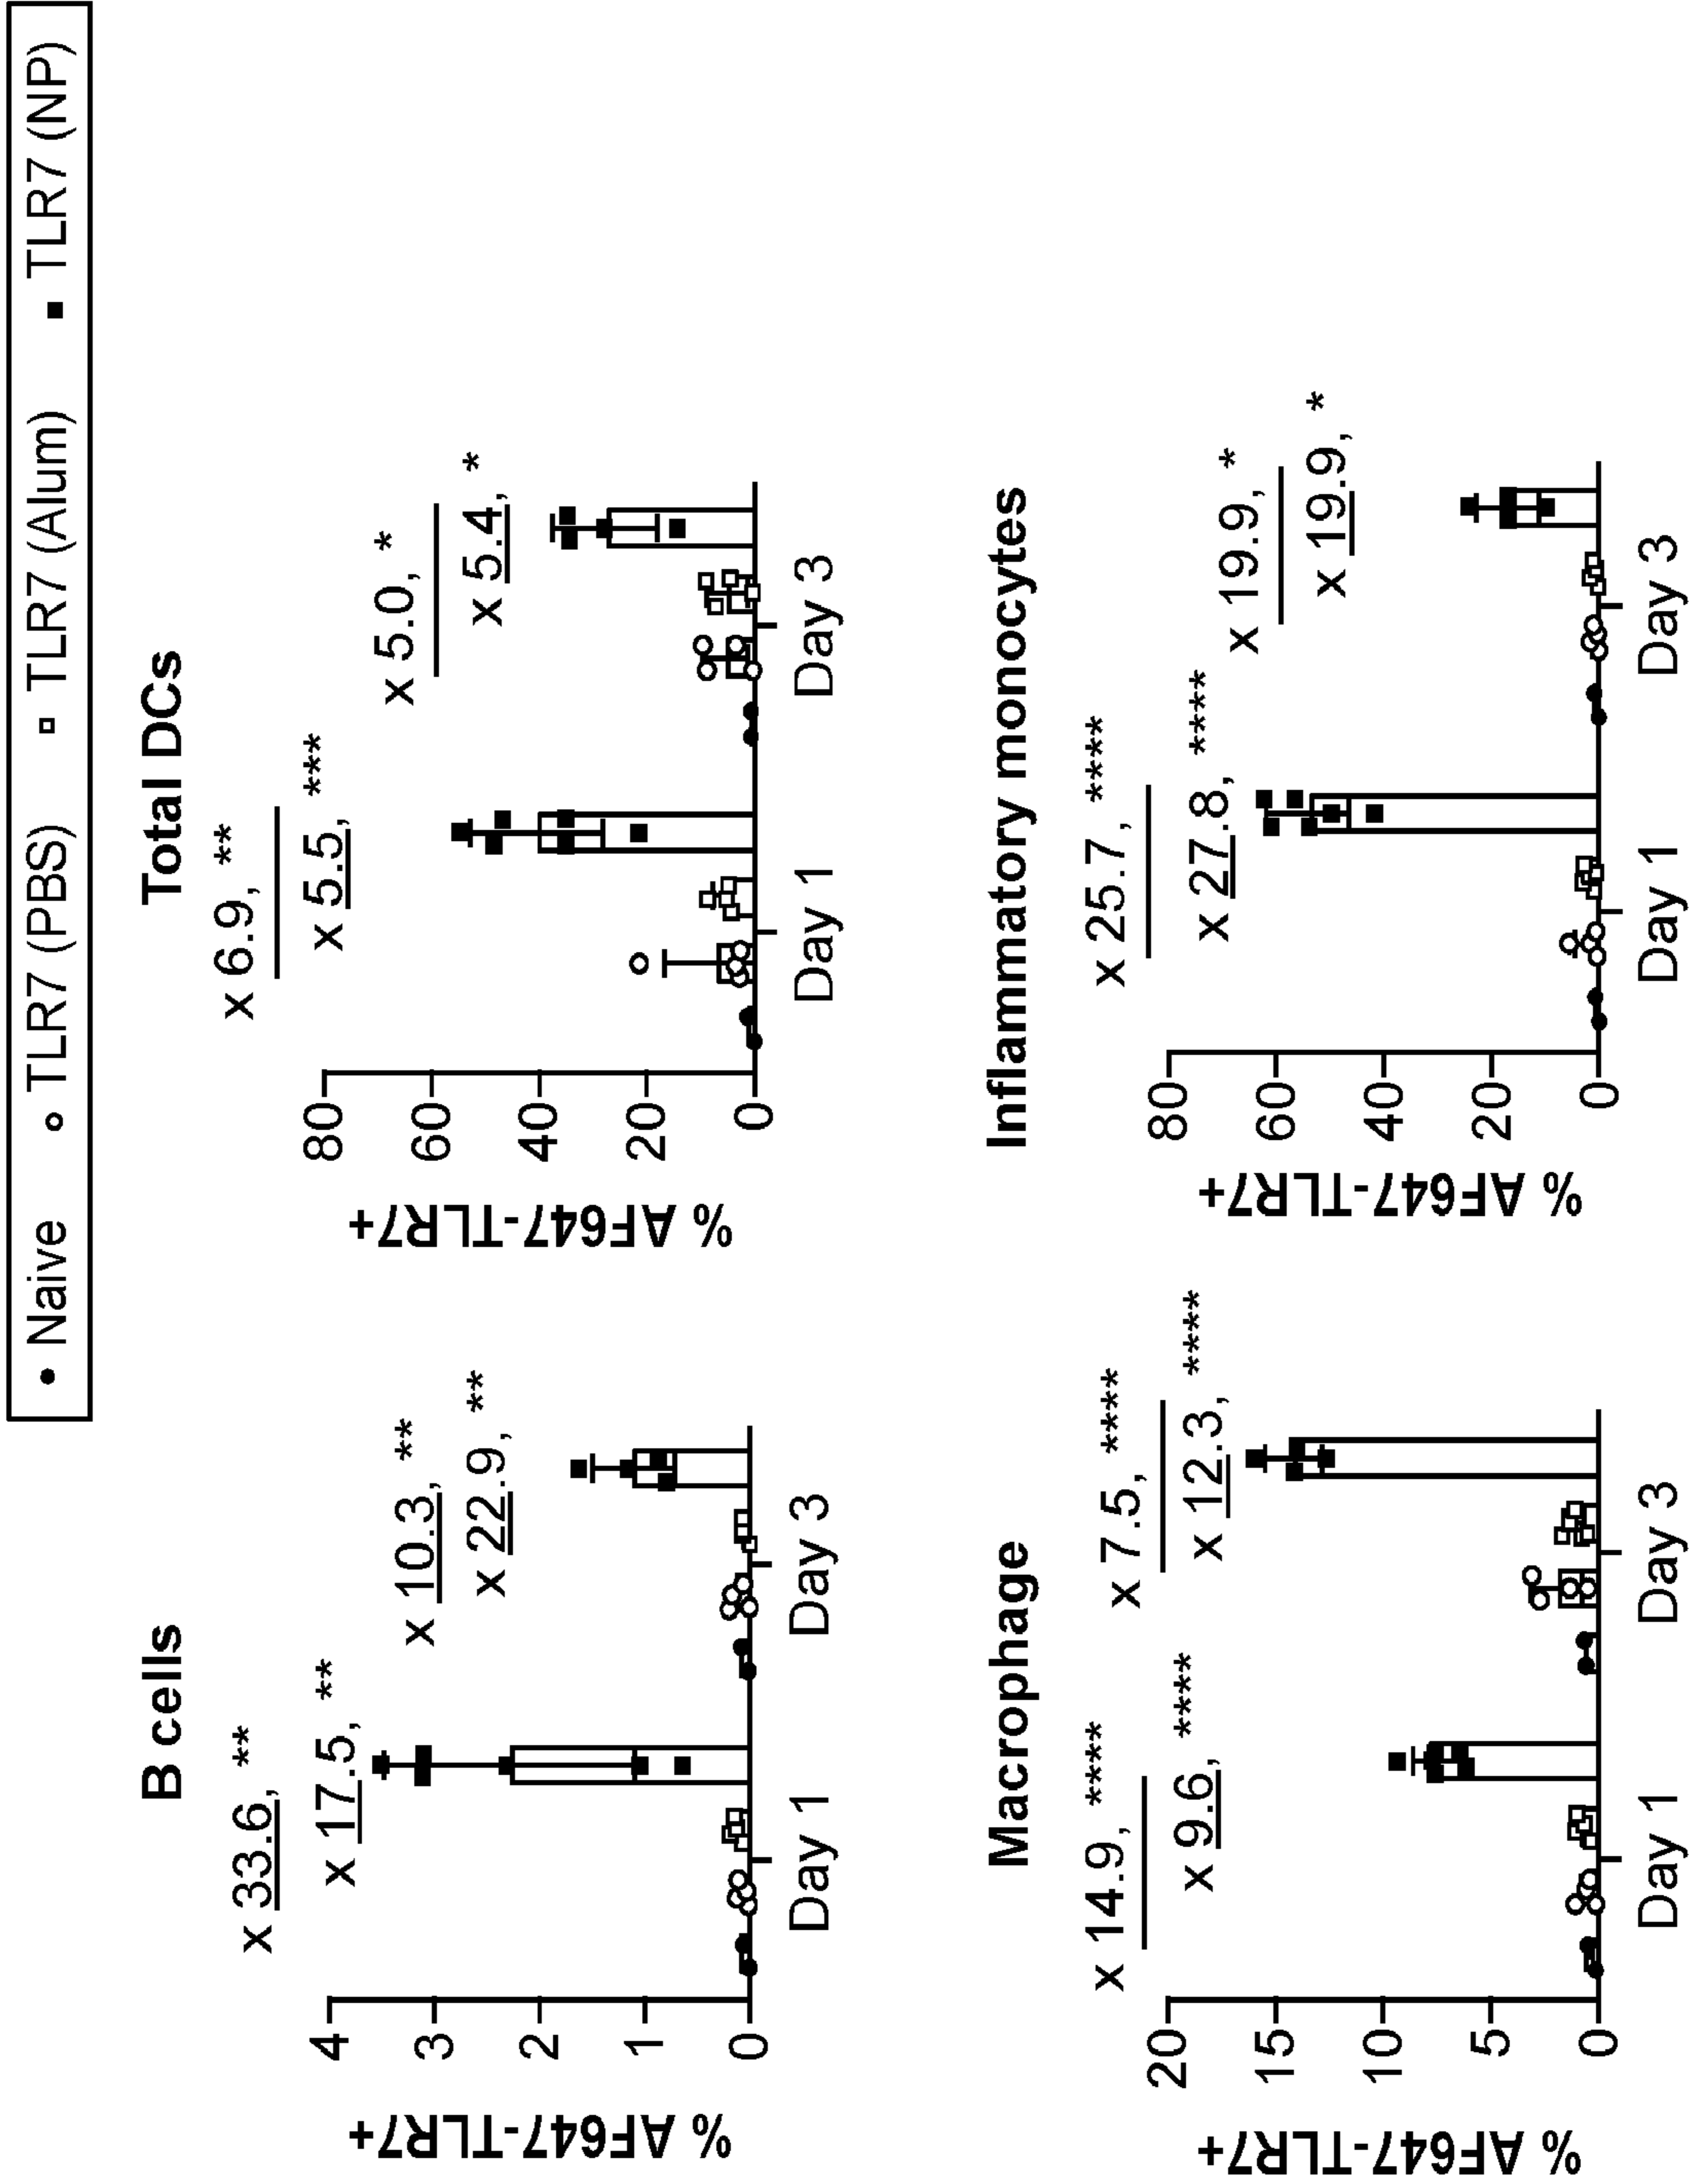 • Naive ○ TLR7 (PBS) □ TLR7 (Alum) ■ TLR7 (NP)
B cells
% AF647-TLR7+
4
3
2
1
0
x 33.6, **
x 17.5, **
x 10.3, **
x 22.9, **
Day 1
Day 3
Total DCs
% AF647-TLR7+
80
60
40
20
0
x 6.9, **
x 5.5, ***
x 5.0, *
x 5.4, *
Day 1
Day 3
Macrophage
% AF647-TLR7+
20
15
10
5
0
x 14.9, ****
x 9.6, ****
x 7.5, ****
x 12.3, ****
Day 1
Day 3
Inflammatory monocytes
% AF647-TLR7+
80
60
40
20
0
x 25.7, ****
x 27.8, ****
x 19.9, *
x 19.9, *
Day 1
Day 3